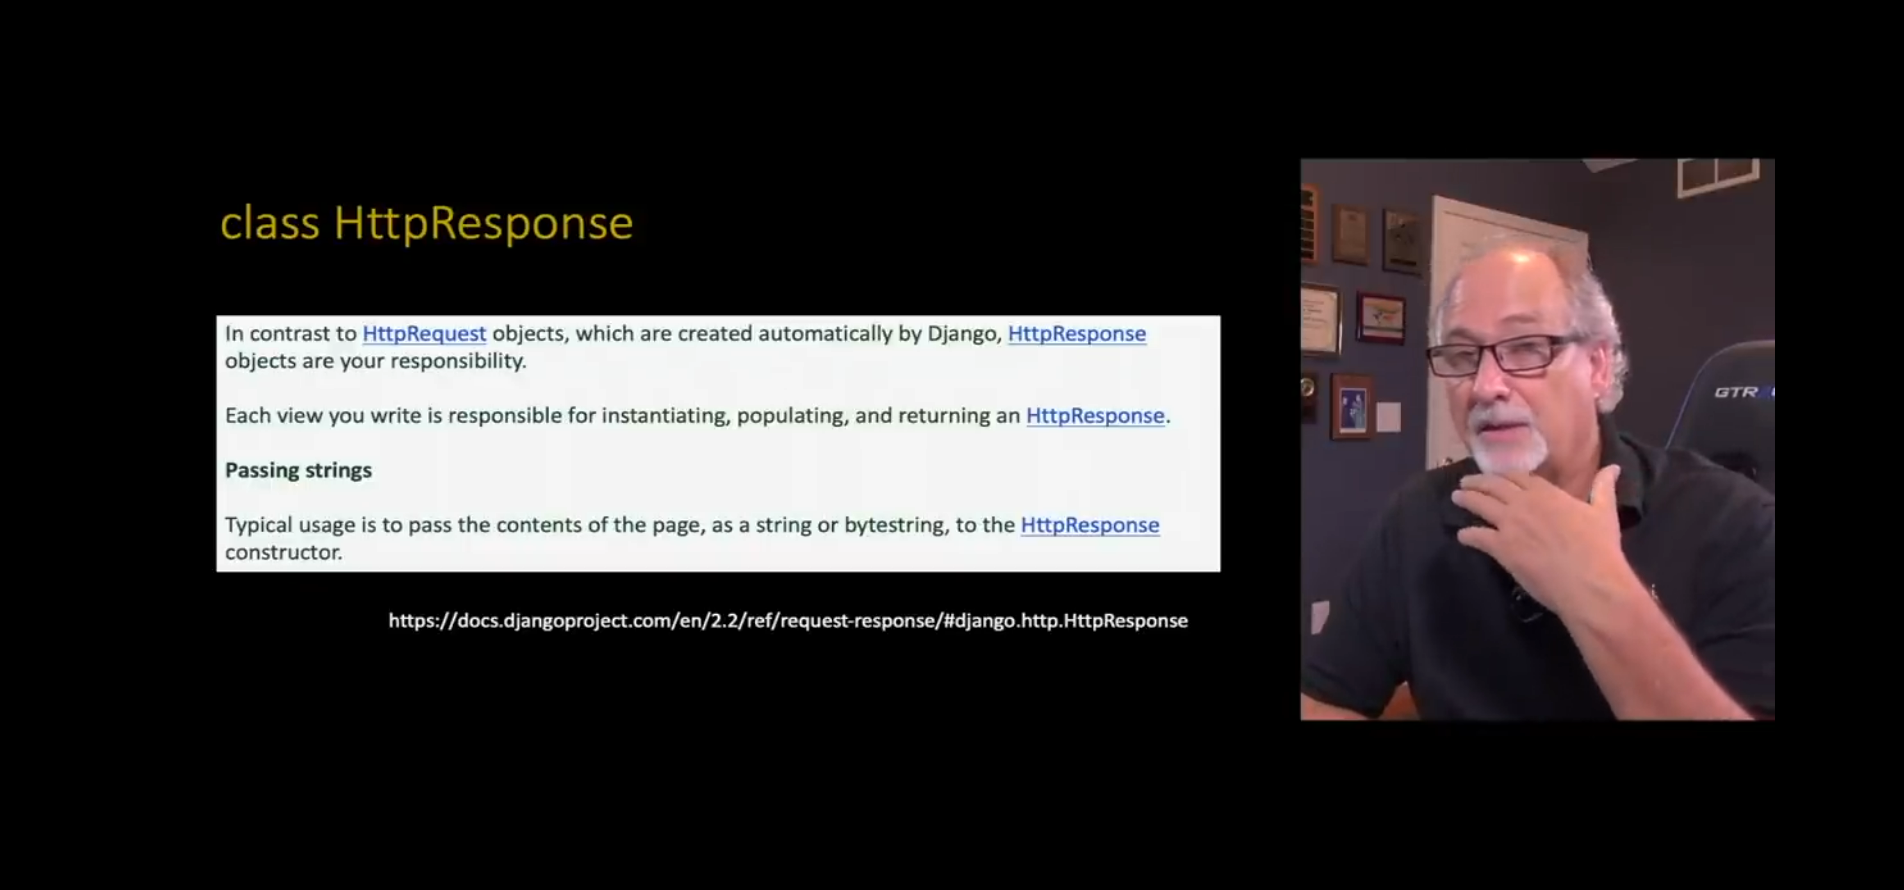 class HttpResponse
In contrast to HttpRequest objects, which are created automatically by Django, HttpResponse
objects are your responsibility.
Each view you write is responsible for instantiating, populating, and returning an HttpResponse.
Passing strings
Typical usage is to pass the contents of the page, as a string or bytestring, to the HttpResponse
constructor.
https://docs.djangoproject.com/en/2.2/ref/request-response/#django.http.HttpResponse
GTR